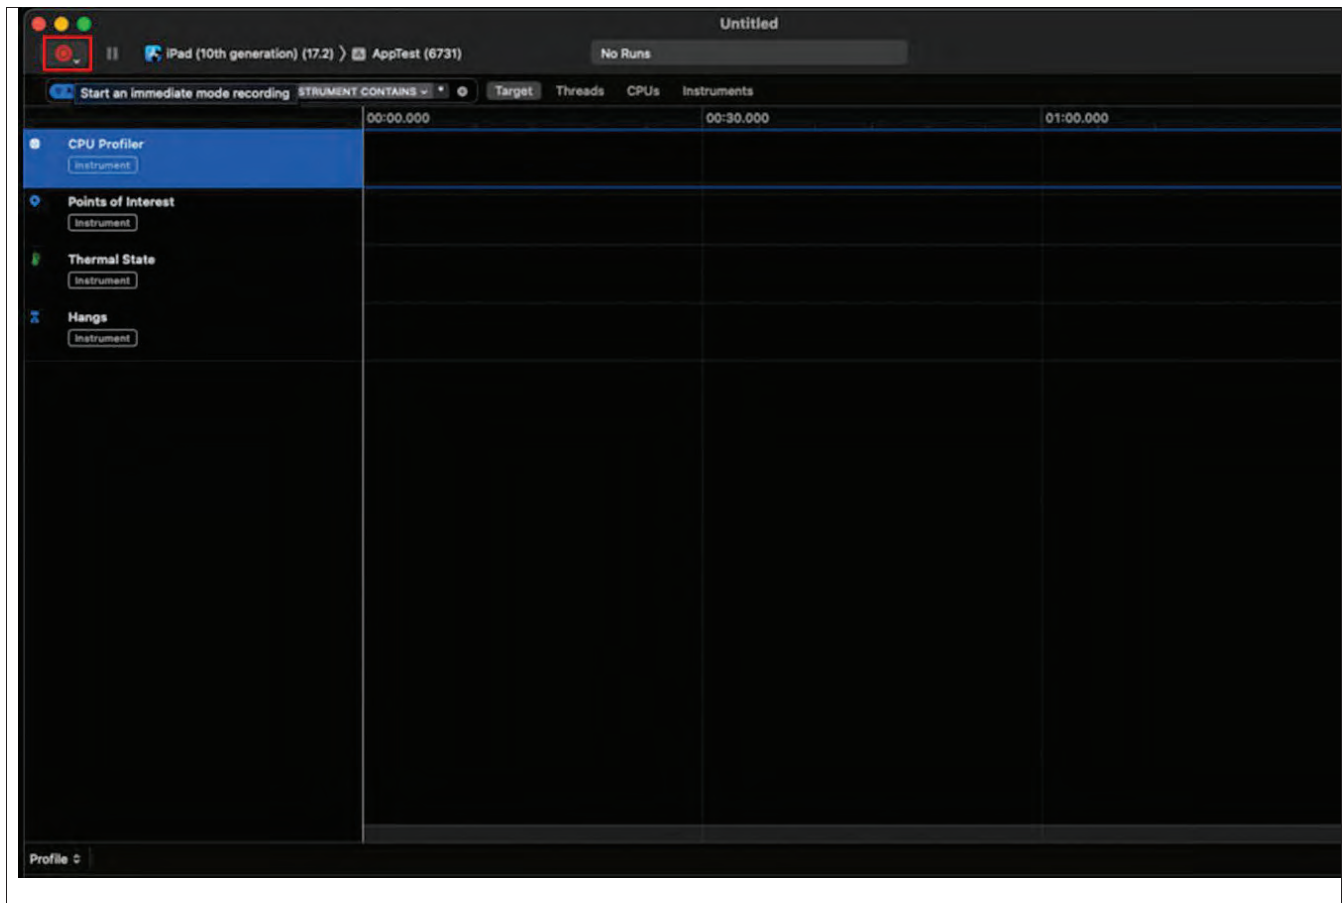 Untitled
iPad (10th generation) (17.2) 〉 AppTest (6731) No Runs
Start an immediate mode recording STRUMENT CONTAINS Target Threads CPUs Instruments
00:00.000 00:30.000 01:00.000
CPU Profiler
Instrument
Points of Interest
Instrument
Thermal State
Instrument
Hangs
Instrument
Profile